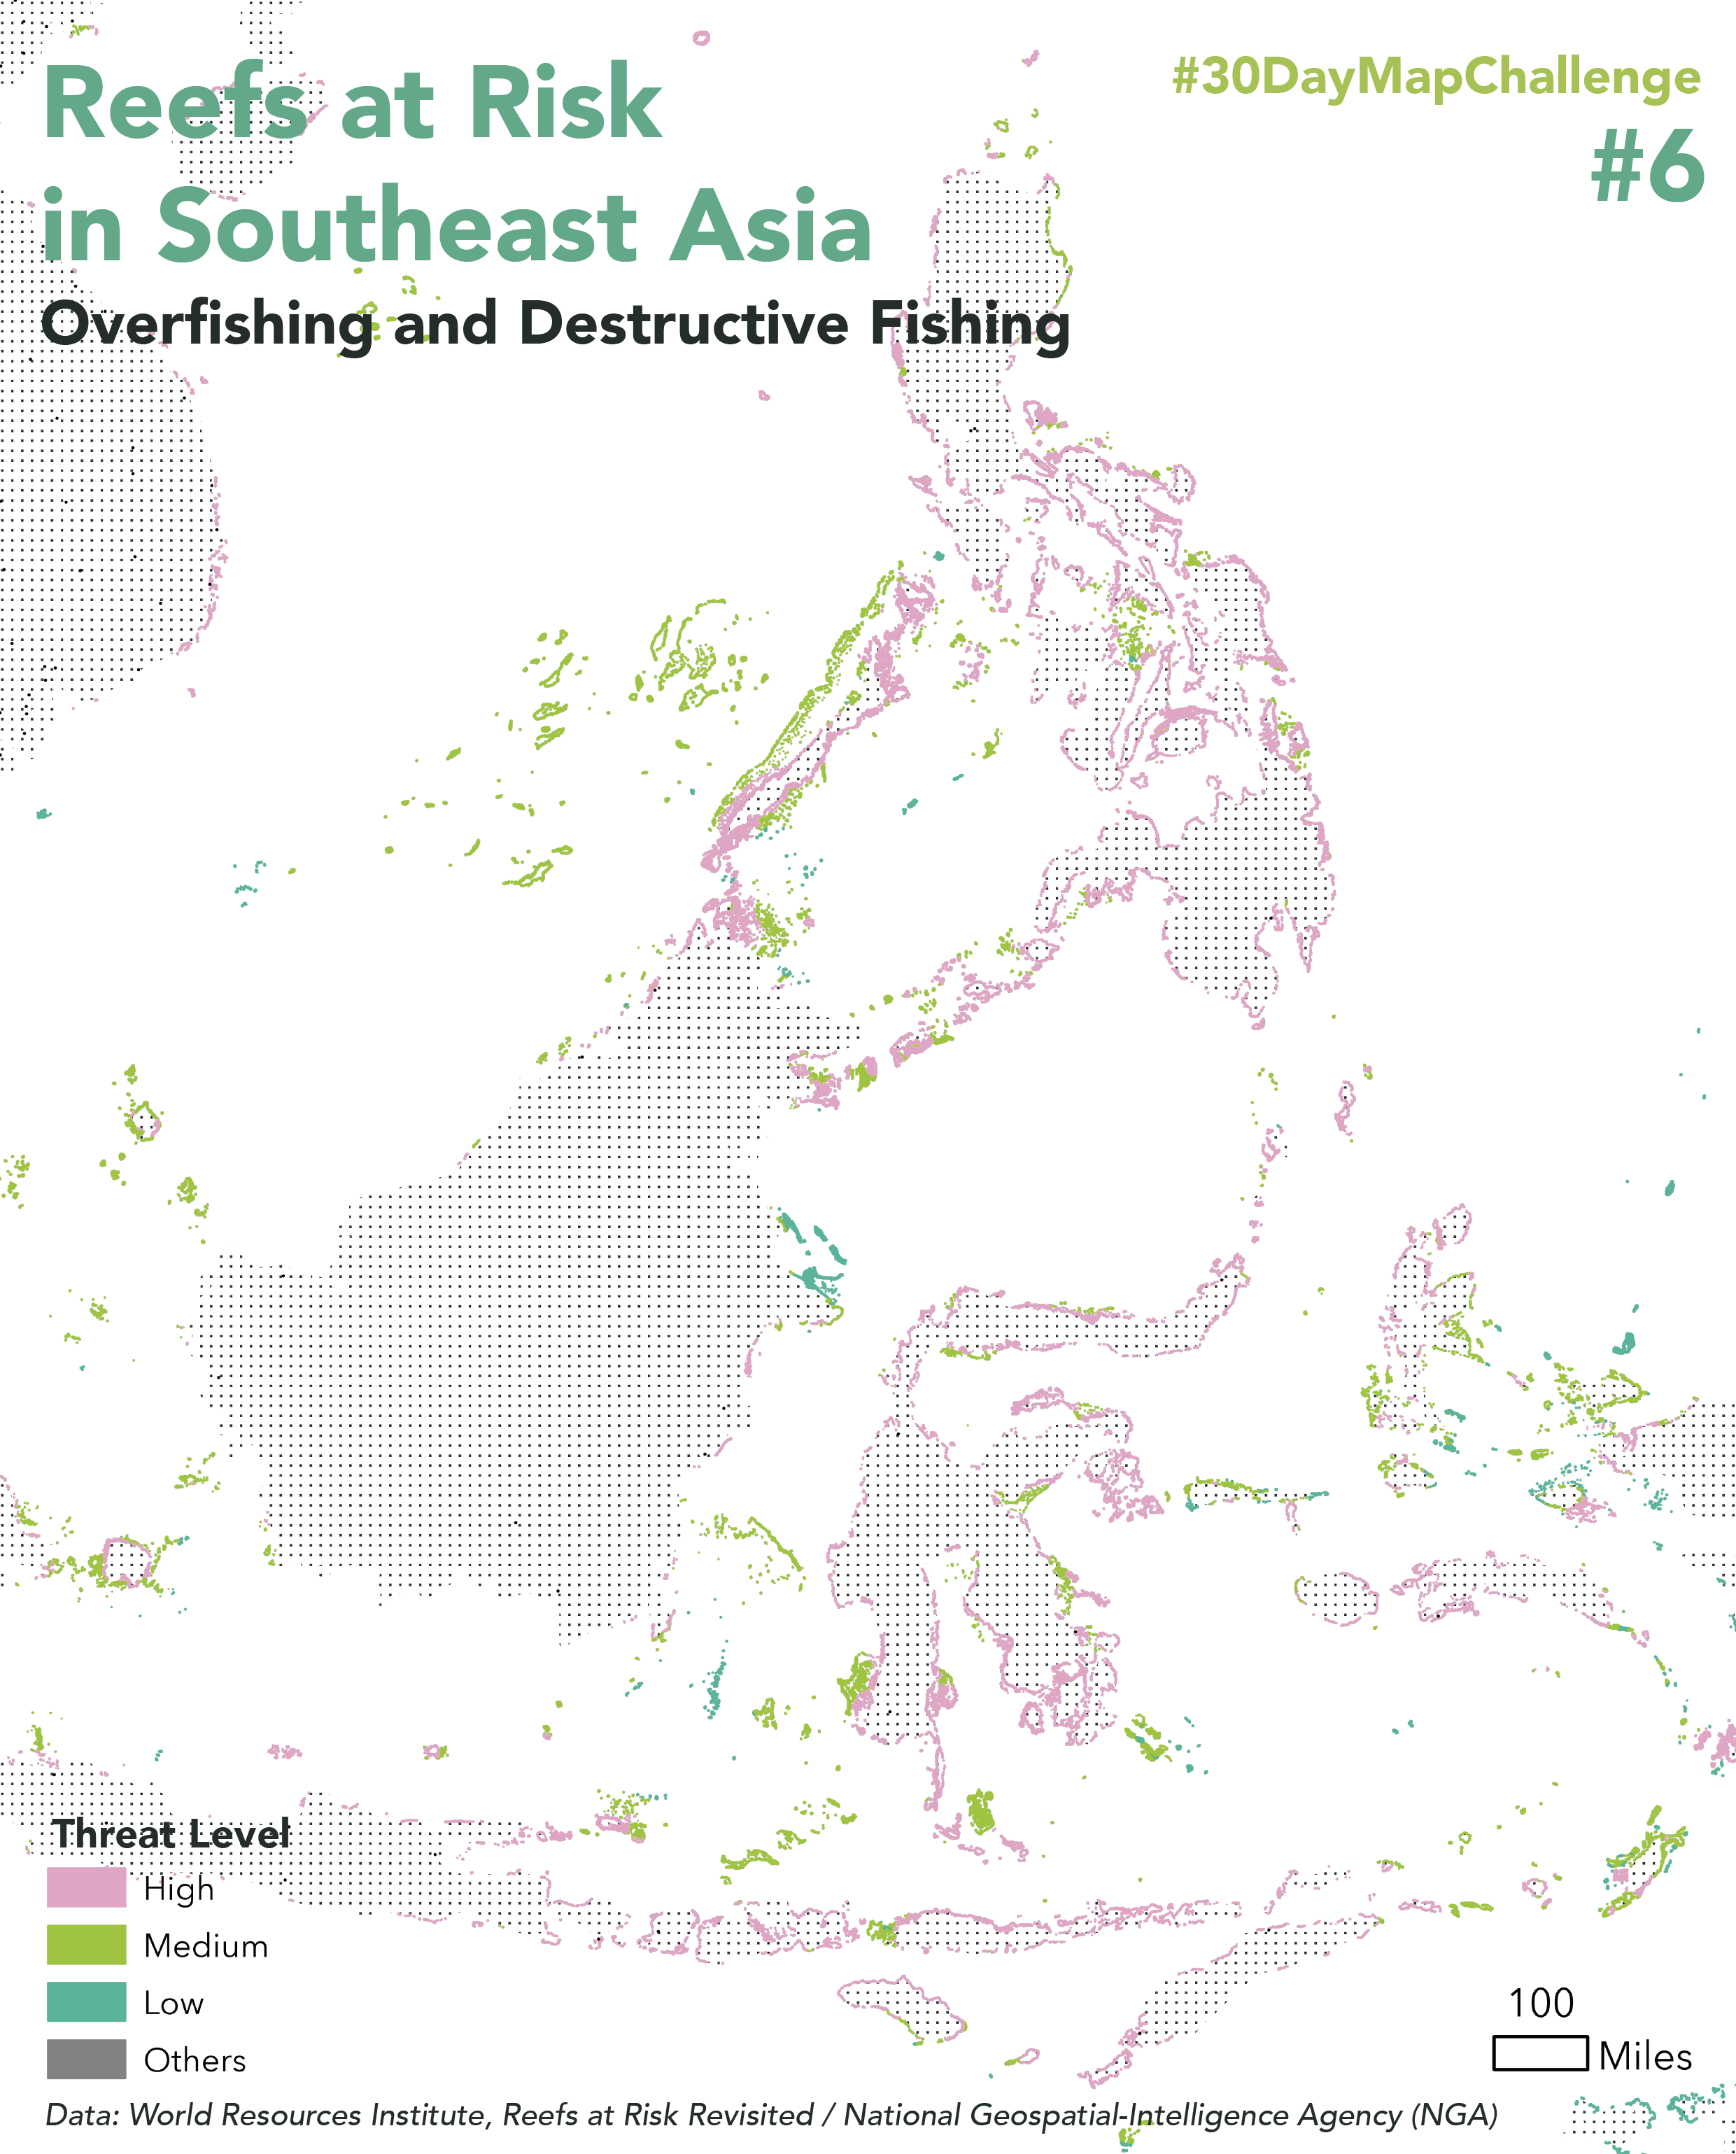 Reefs at Risk
in Southeast Asia
Overfishing and Destructive Fishing
#30DayMapChallenge
#6
Threat Level
High
Medium
Low
Others
100
Miles
Data: World Resources Institute, Reefs at Risk Revisited / National Geospatial-Intelligence Agency (NGA)